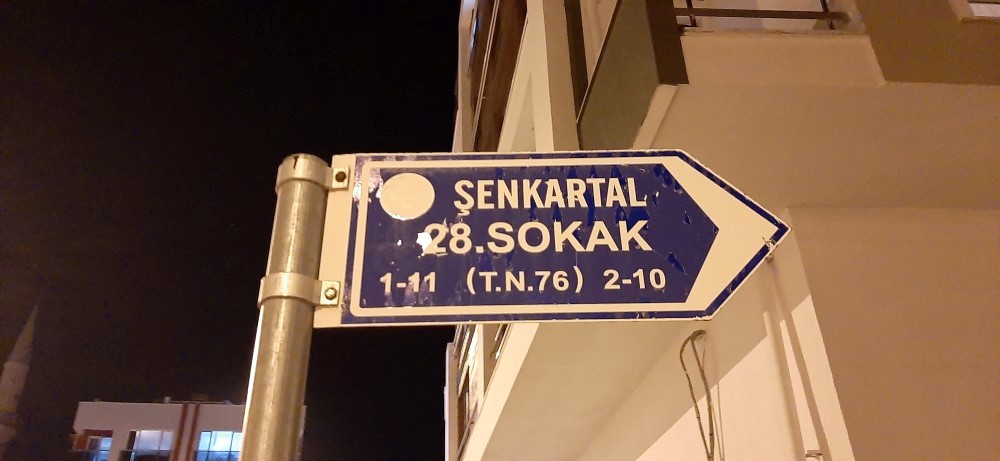 ŞENKARTAL
28.SOKAK
1-11 (T.N.76) 2-10